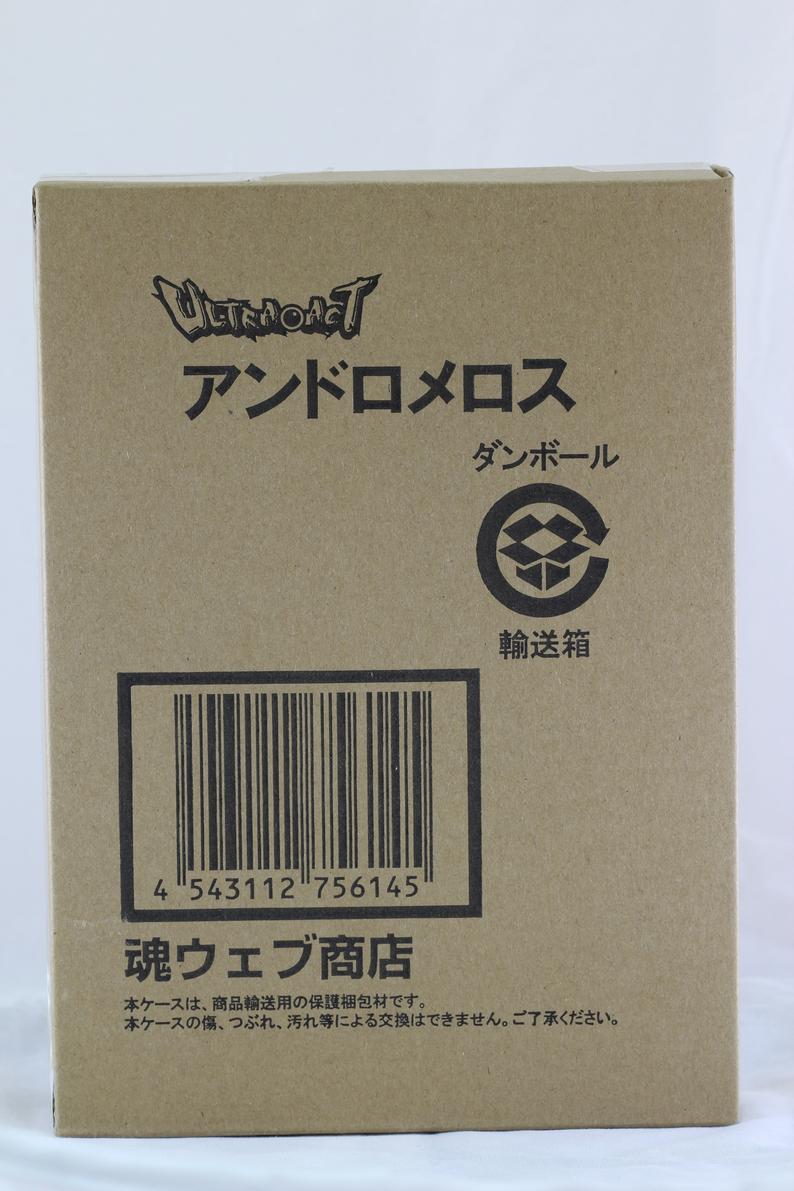 ULTRA-ACT
アンドロメロス
ダンボール
輸送箱
4 543112 756145
魂ウェブ商店
本ケースは、商品輸送用の保護梱包材です。
本ケースの傷、つぶれ、汚れ等による交換はできません。ご了承ください。